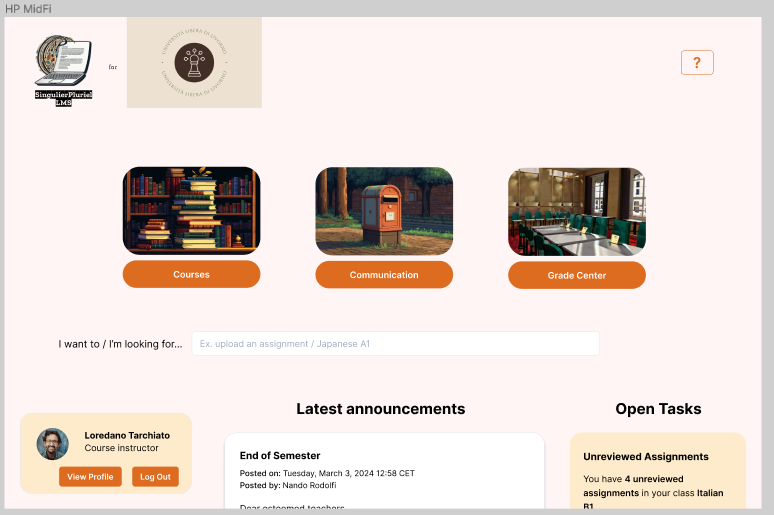 HP MidFi
SingulierPluriel
LMS
for
UNIVERSITÀ LIBERA DI LIVORNO
UNIVERSITÀ LIBERA DI LIVORNO
?
Courses
Communication
Grade Center
I want to / I'm looking for...
Ex. upload an assignment / Japanese A1
Latest announcements
Open Tasks
Loredano Tarchiato
Course instructor
View Profile
Log Out
End of Semester
Posted on: Tuesday, March 3, 2024 12:58 CET
Posted by: Nando Rodolfi
Dear esteemed teachers
Unreviewed Assignments
You have 4 unreviewed
assignments in your class Italian
B1